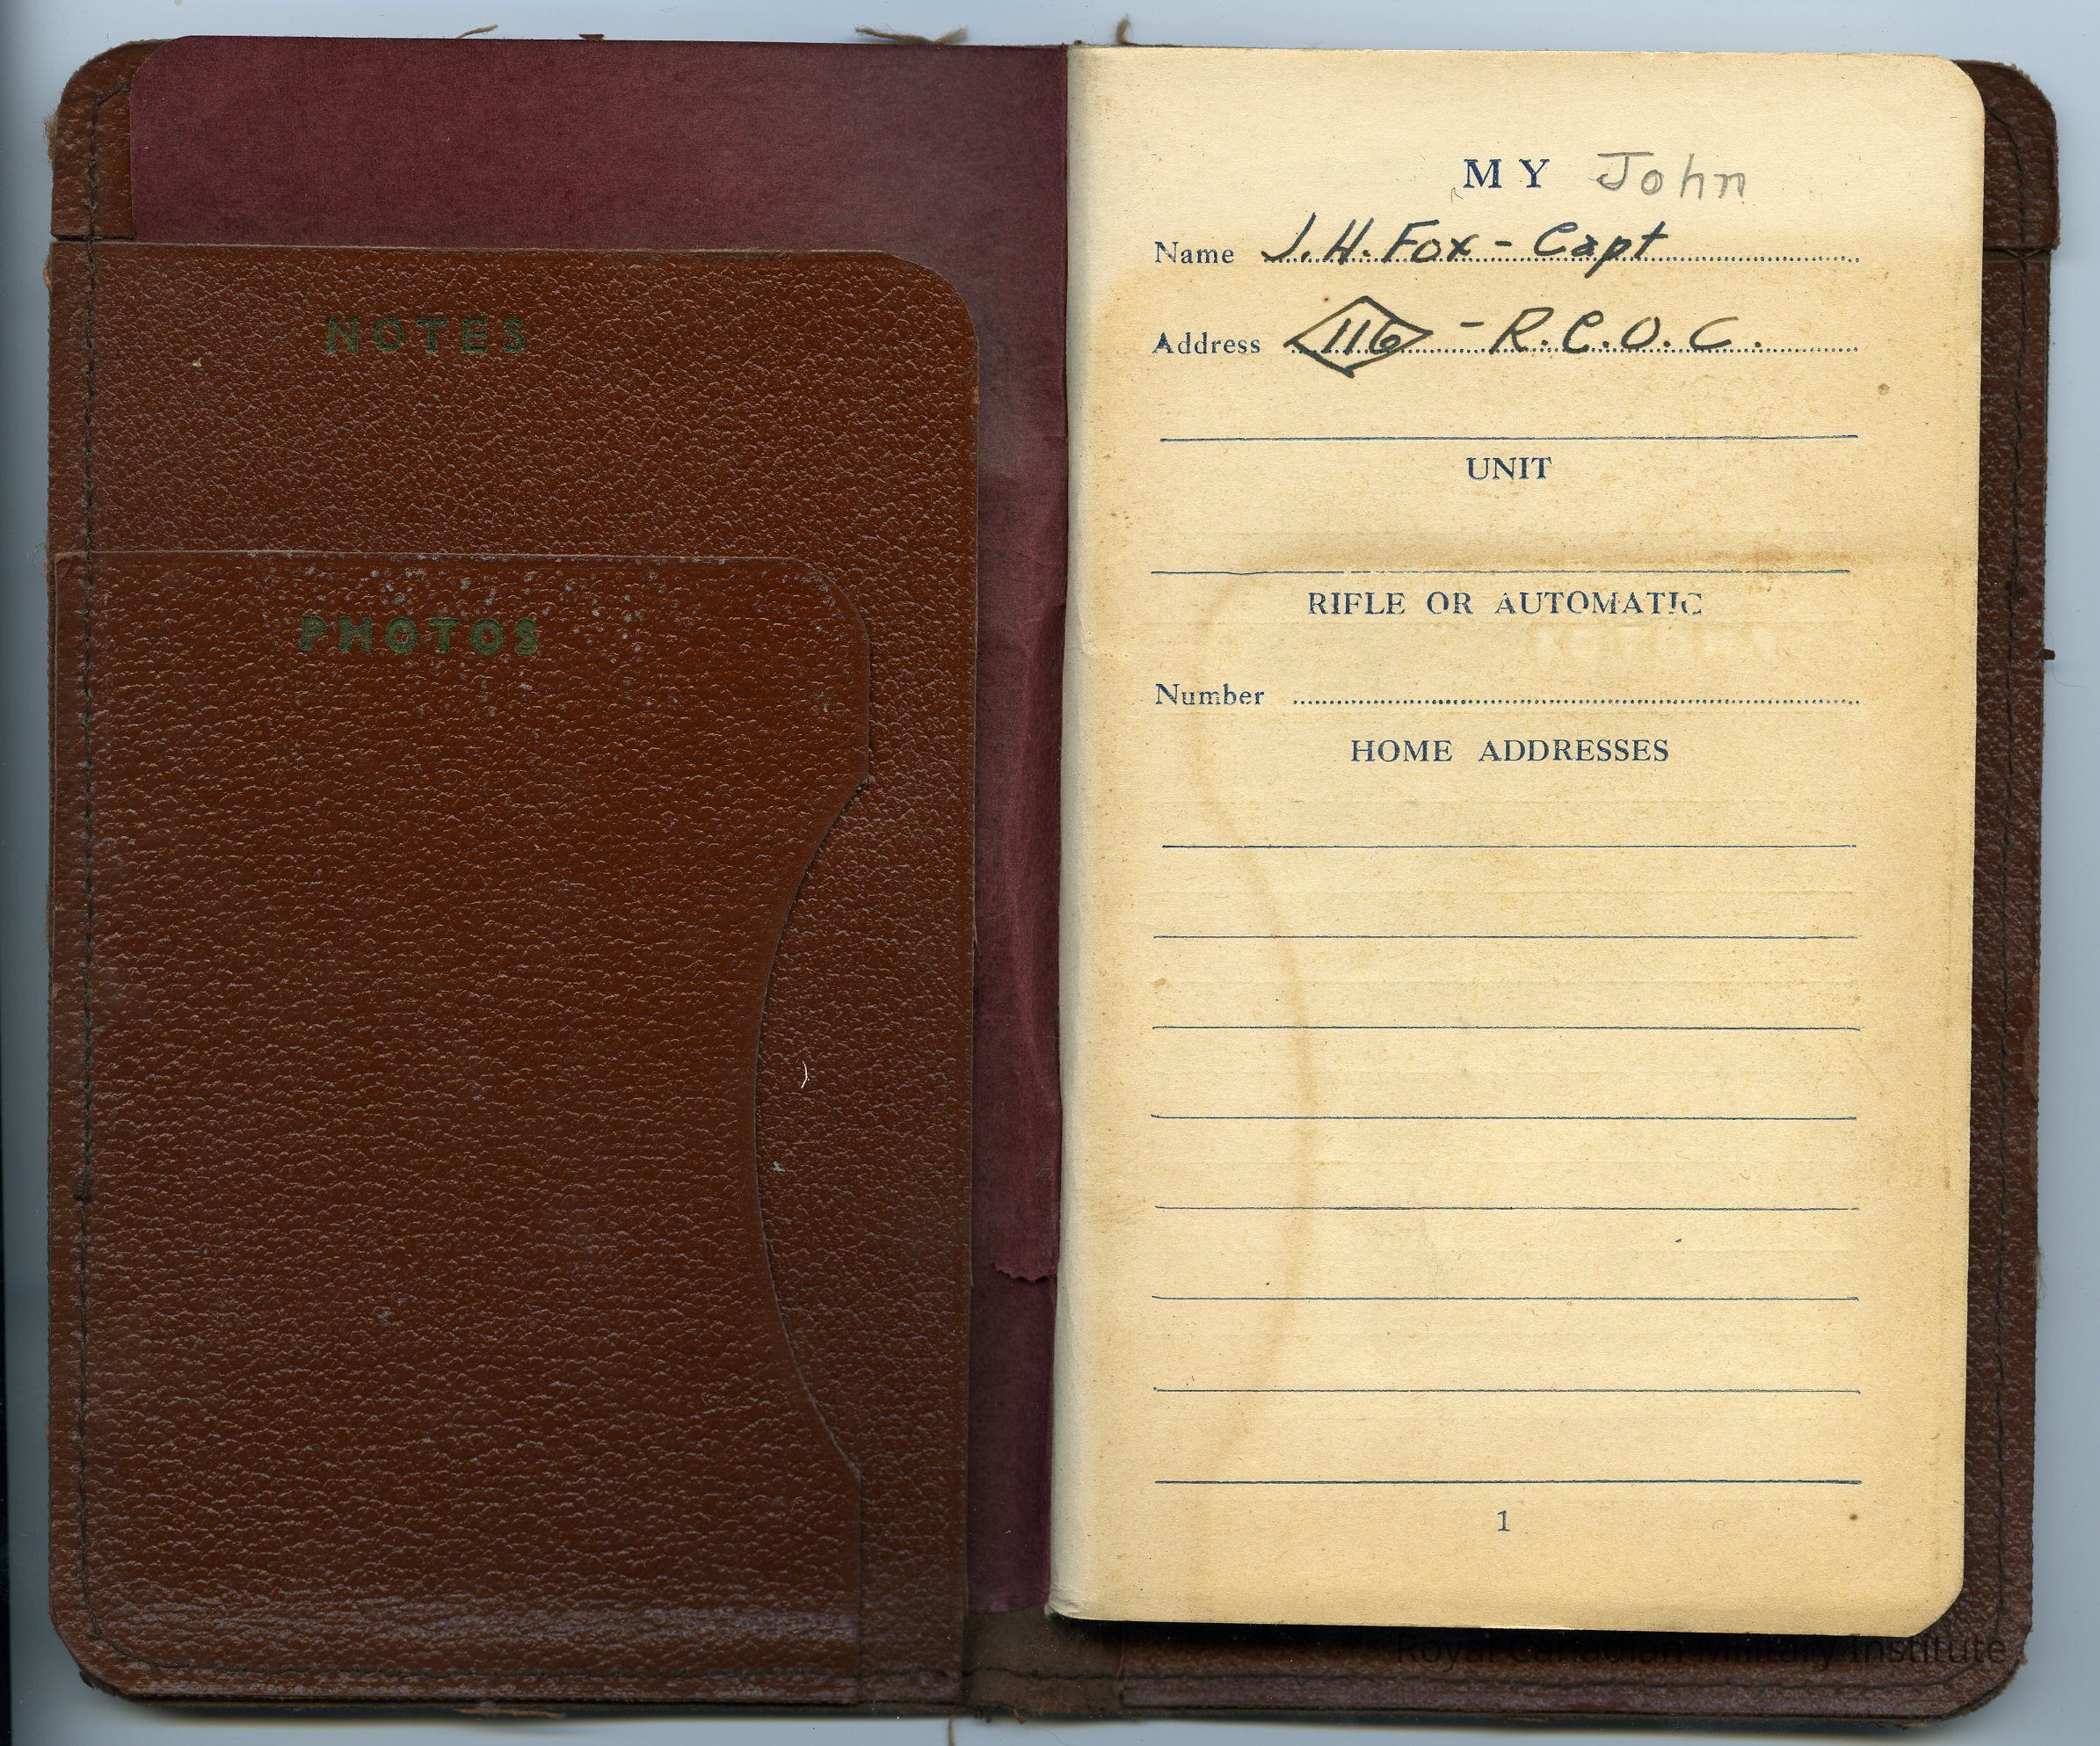 NOTES
PHOTOS
MY John
Name J. H. Fox - Capt
Address 116 - R.C.O.C.
UNIT
RIFLE OR AUTOMATIC
Number
HOME ADDRESSES
1
Royal Canadian Military Institute